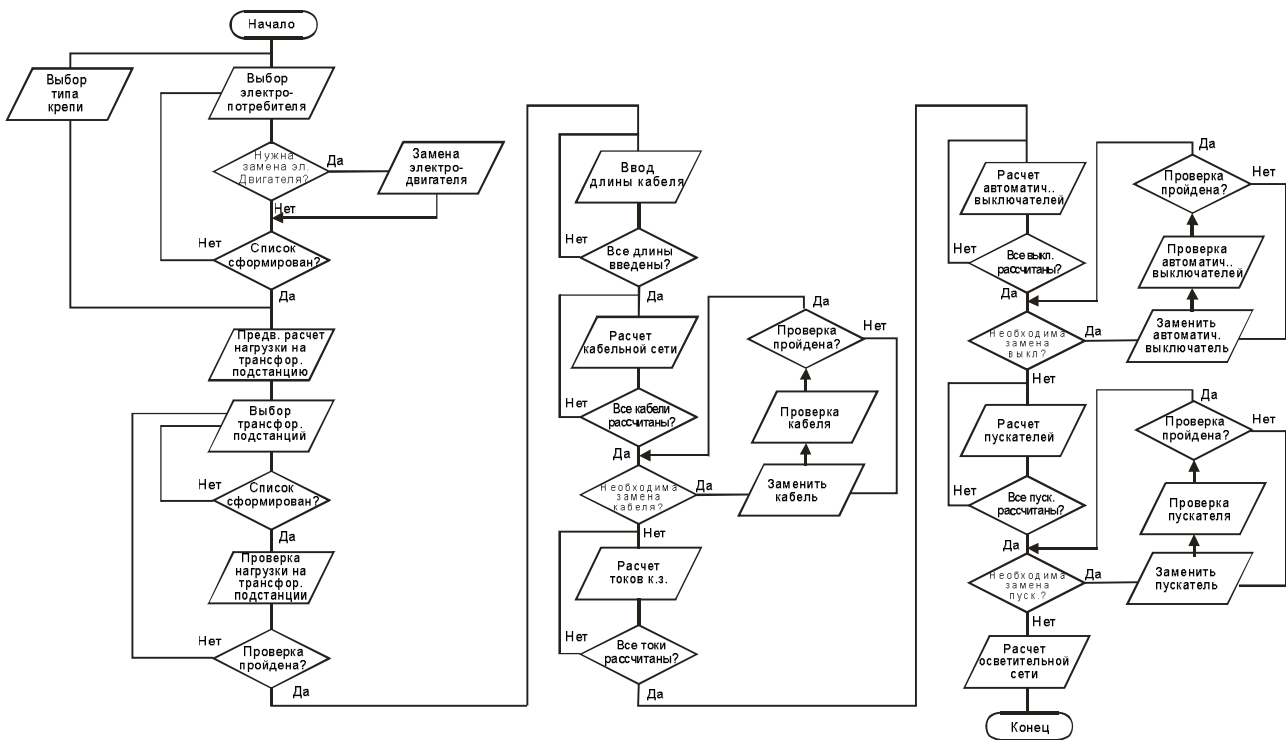 Начало
Выбор
типа
крепи
Выбор
электро-
потребителя
Нужна
замена эл.
Двигателя?
Да
Замена
электро-
двигателя
Нет
Список
сформирован?
Нет
Да
Предв. расчет
нагрузки на
трансфор.
подстанцию
Выбор
трансфор.
подстанций
Список
сформирован?
Нет
Да
Проверка
нагрузки на
трансфор.
подстанции
Нет
Проверка
пройдена?
Да
Ввод
длины кабеля
Нет
Все длины
введены?
Да
Расчет
кабельной сети
Нет
Все кабели
рассчитаны?
Да
Необходима
замена
кабеля?
Да
Заменить
кабель
Проверка
кабеля
Проверка
пройдена?
Да
Нет
Нет
Расчет
токов к.з.
Нет
Все токи
рассчитаны?
Да
Расчет
автоматич..
выключателей
Нет
Все выкл.
рассчитаны?
Да
Необходима
замена
выкл?
Да
Заменить
автоматич.
выключатель
Проверка
автоматич..
выключателей
Проверка
пройдена?
Да
Нет
Нет
Расчет
пускателей
Нет
Все пуск.
рассчитаны?
Да
Необходима
замена
пуск.?
Да
Заменить
пускатель
Проверка
пускателя
Проверка
пройдена?
Да
Нет
Нет
Расчет
осветительной
сети
Конец